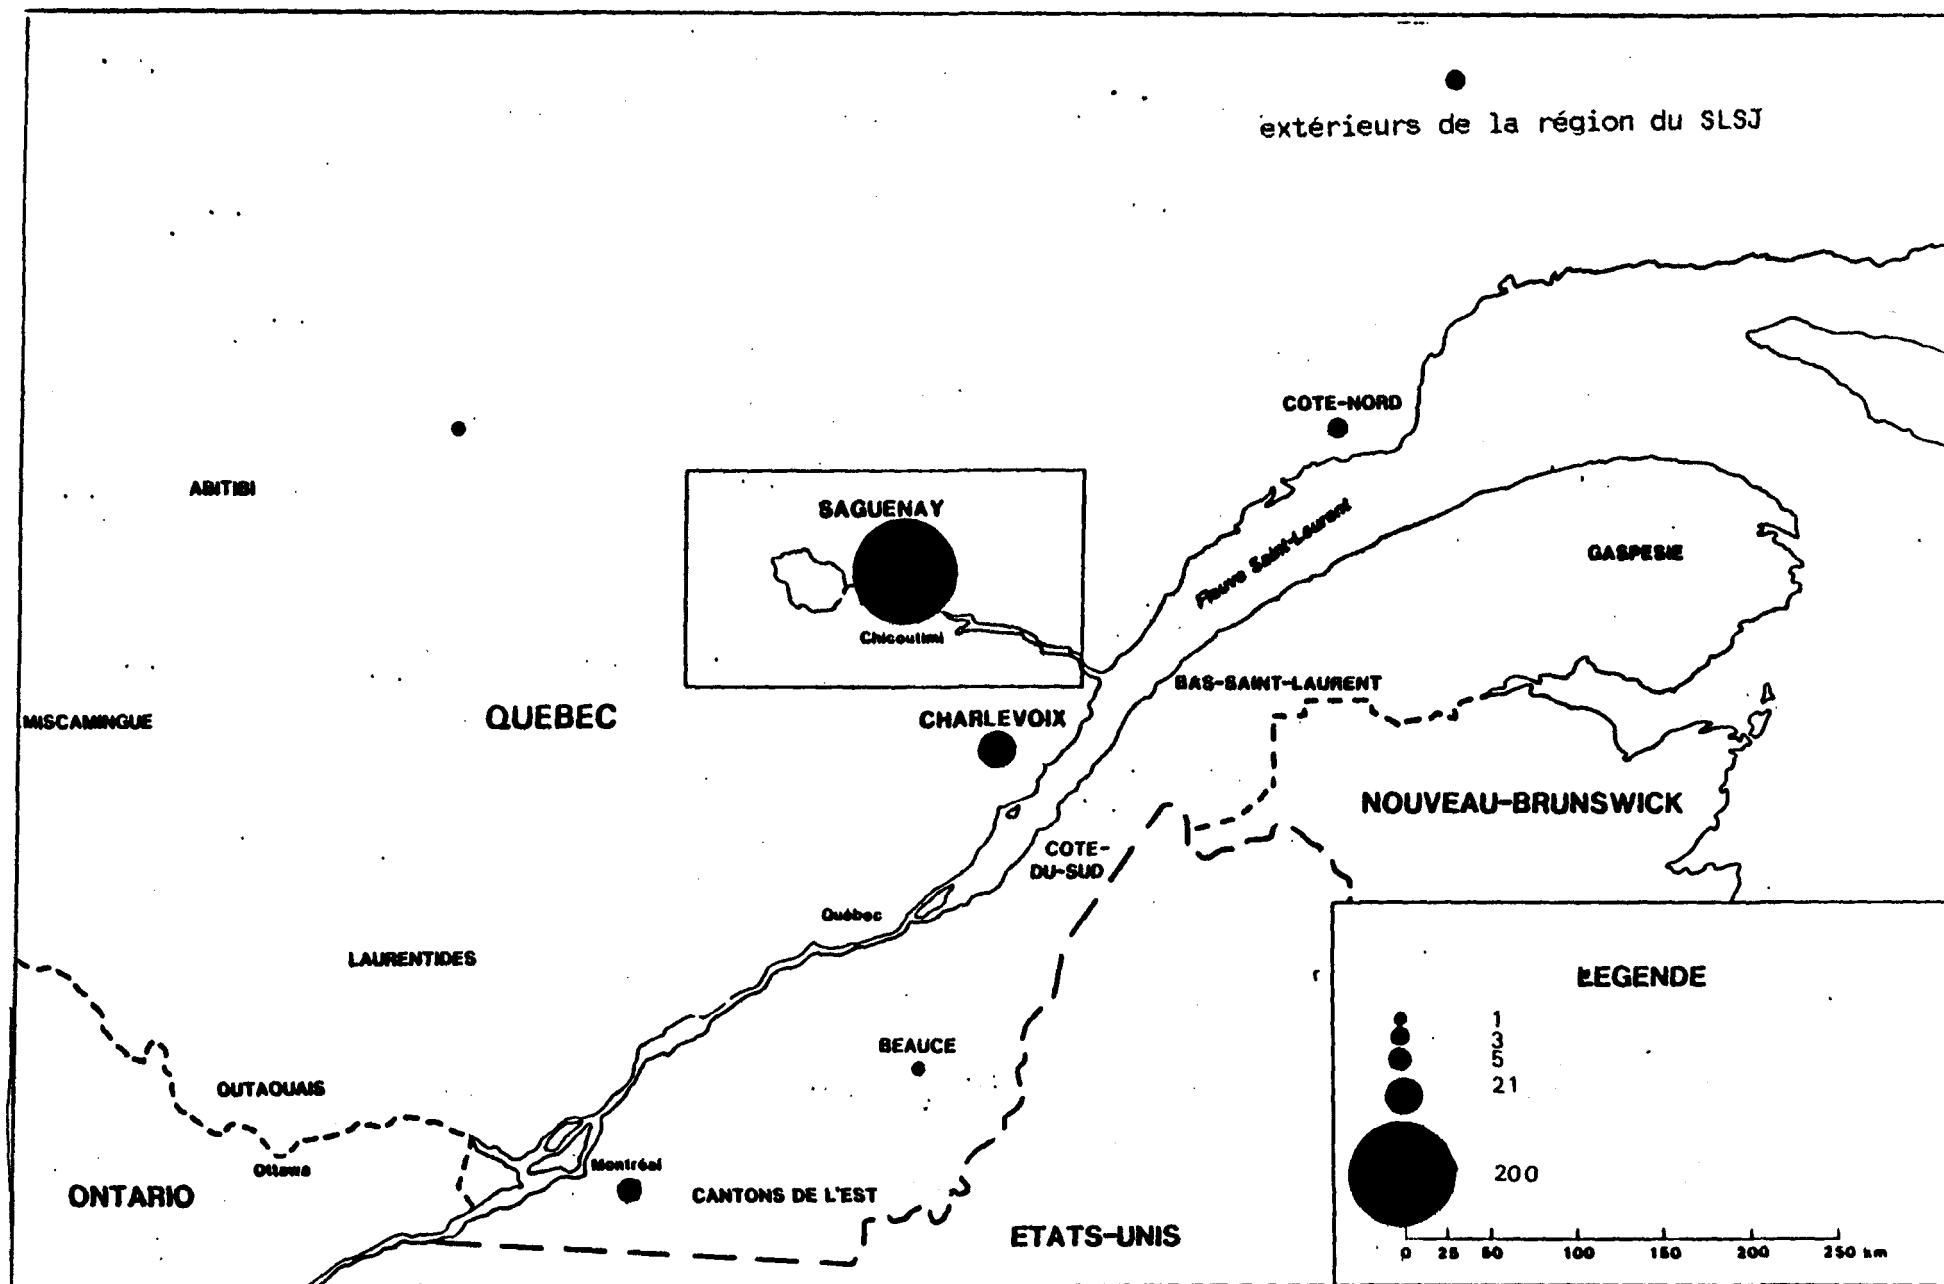 extérieurs de la région du SLSJ
COTE-NORD
ABITIBI
SAGUENAY
Fleuve Saint-Laurent
GASPESIE
Chicoutimi
BAS-SAINT-LAURENT
MISCAMINGUE
QUEBEC
CHARLEVOIX
NOUVEAU-BRUNSWICK
COTE-
DU-SUD
Québec
LAURENTIDES
LEGENDE
1
3
5
21
200
BEAUCE
OUTAOUAIS
Ottawa
Montréal
ONTARIO
CANTONS DE L'EST
ETATS-UNIS
0 25 50 100 150 200 250 km